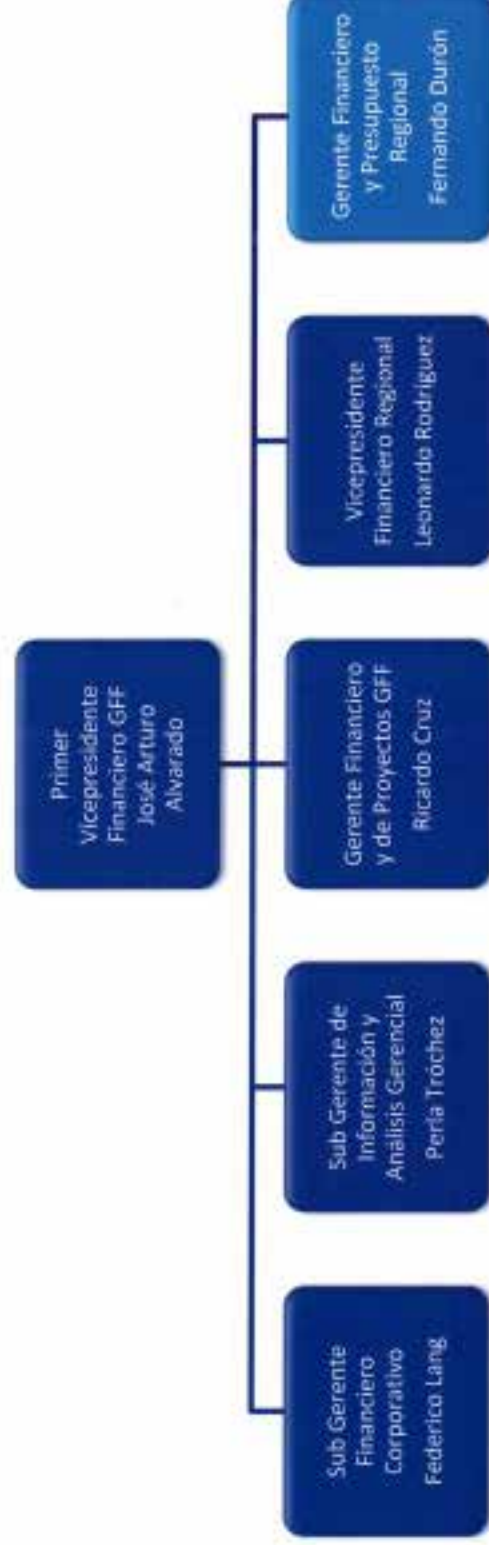 Primer
Vicepresidente
Financiero GFF
José Arturo
Alvarado
Sub Gerente
Financiero
Corporativo
Federico Lang
Sub Gerente de
Información y
Análisis Gerencial
Perla Tróchez
Gerente Financiero
y de Proyectos GFF
Ricardo Cruz
Vicepresidente
Financiero Regional
Leonardo Rodríguez
Gerente Financiero
y Presupuesto
Regional
Fernando Durón